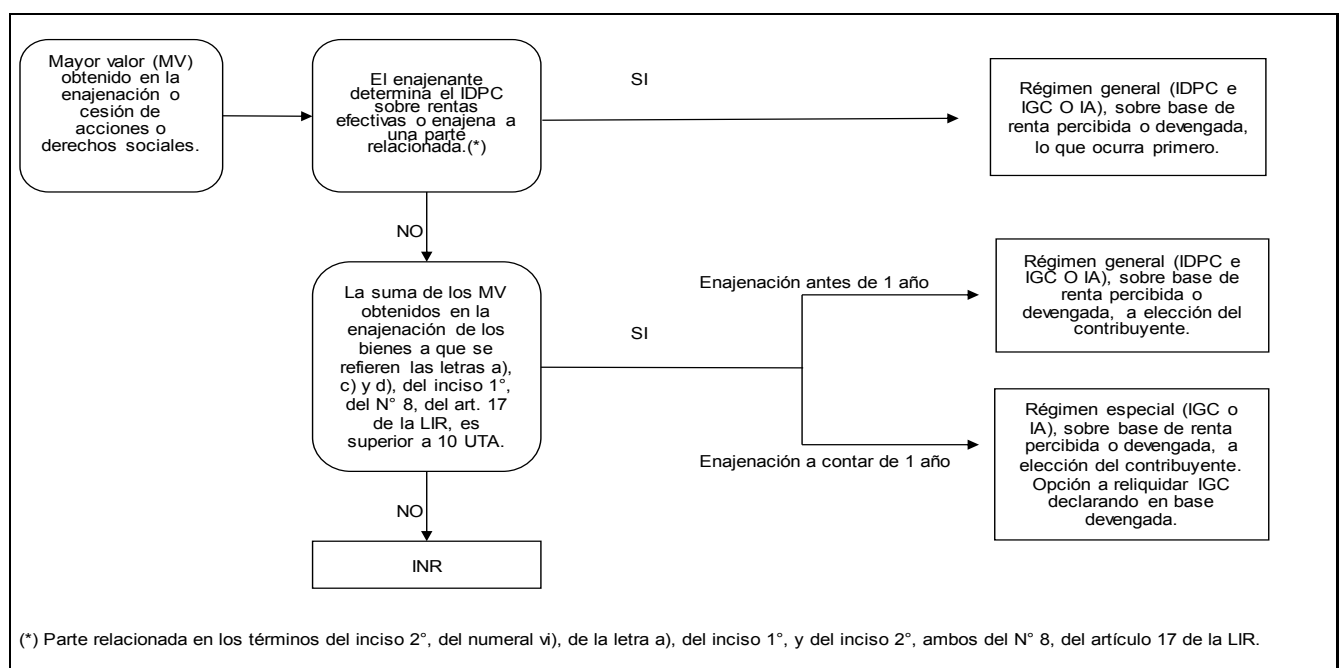 Mayor valor (MV)
obtenido en la
enajenación o
cesión de
acciones o
derechos sociales.
El enajenante
determina el IDPC
sobre rentas
efectivas o enajena a
una parte
relacionada.(*)
SI
Régimen general (IDPC e
IGC O IA), sobre base de
renta percibida o devengada,
lo que ocurra primero.
NO
La suma de los MV
obtenidos en la
enajenación de los
bienes a que se
refieren las letras a),
c) y d), del inciso 1°,
del N° 8, del art. 17
de la LIR, es
superior a 10 UTA.
SI
Enajenación antes de 1 año
Régimen general (IDPC e
IGC O IA), sobre base de
renta percibida o
devengada, a elección del
contribuyente.
Enajenación a contar de 1 año
Régimen especial (IGC o
IA), sobre base de renta
percibida o devengada, a
elección del contribuyente.
Opción a reliquidar IGC
declarando en base
devengada.
NO
INR
(*) Parte relacionada en los términos del inciso 2°, del numeral vi), de la letra a), del inciso 1°, y del inciso 2°, ambos del N° 8, del artículo 17 de la LIR.